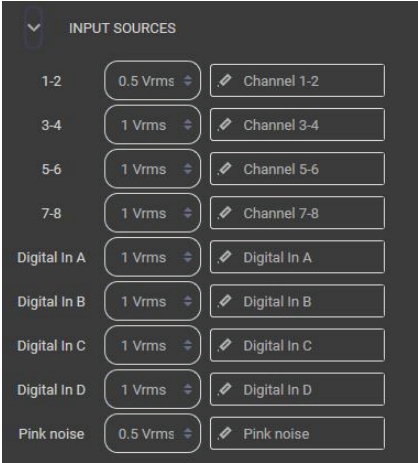 INPUT SOURCES
1-2 0.5 Vrms Channel 1-2
3-4 1 Vrms Channel 3-4
5-6 1 Vrms Channel 5-6
7-8 1 Vrms Channel 7-8
Digital In A 1 Vrms Digital In A
Digital In B 1 Vrms Digital In B
Digital In C 1 Vrms Digital In C
Digital In D 1 Vrms Digital In D
Pink noise 0.5 Vrms Pink noise